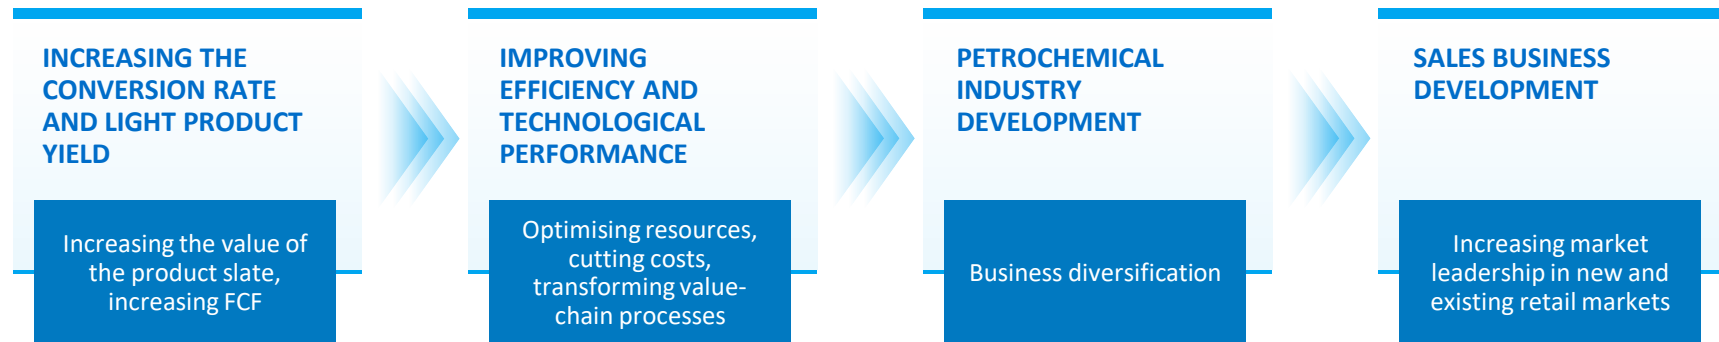 INCREASING THE
CONVERSION RATE
AND LIGHT PRODUCT
YIELD
Increasing the value of
the product slate,
increasing FCF
IMPROVING
EFFICIENCY AND
TECHNOLOGICAL
PERFORMANCE
Optimising resources,
cutting costs,
transforming value-
chain processes
PETROCHEMICAL
INDUSTRY
DEVELOPMENT
Business diversification
SALES BUSINESS
DEVELOPMENT
Increasing market
leadership in new and
existing retail markets